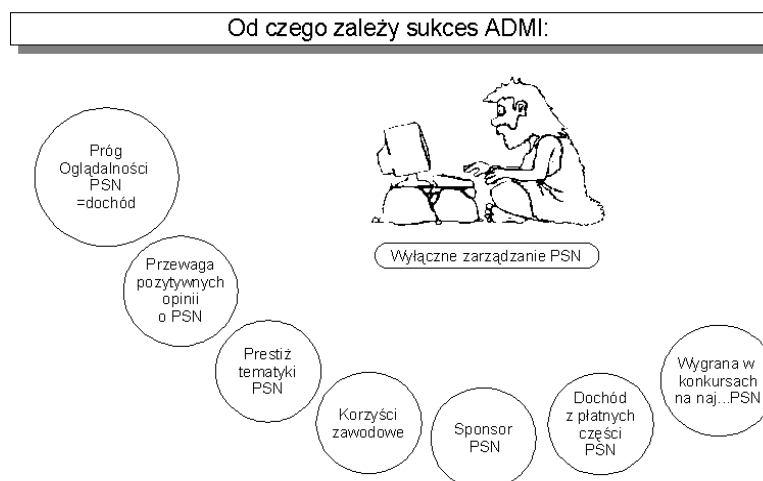 Od czego zależy sukces ADMI:
Próg
Oglądalności
PSN
=dochód
Wyłączne zarządzanie PSN
Przewaga
pozytywnych
opinii
o PSN
Prestiż
tematyki
PSN
Korzyści
zawodowe
Sponsor
PSN
Dochód
z płatnych
części
PSN
Wygrana w
konkursach
na naj...PSN